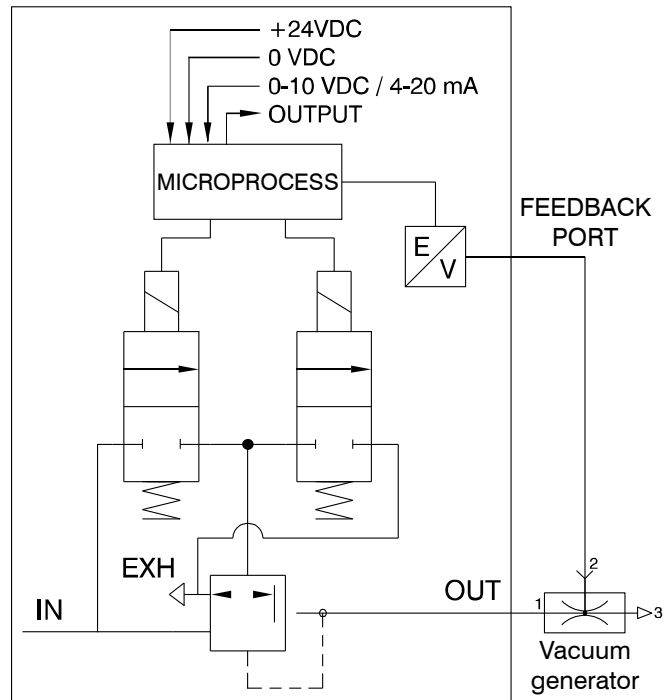 +24VDC
0 VDC
0-10 VDC / 4-20 mA
OUTPUT
MICROPROCESS
FEEDBACK
PORT
E
V
2
EXH
IN
OUT
1
3
Vacuum
generator